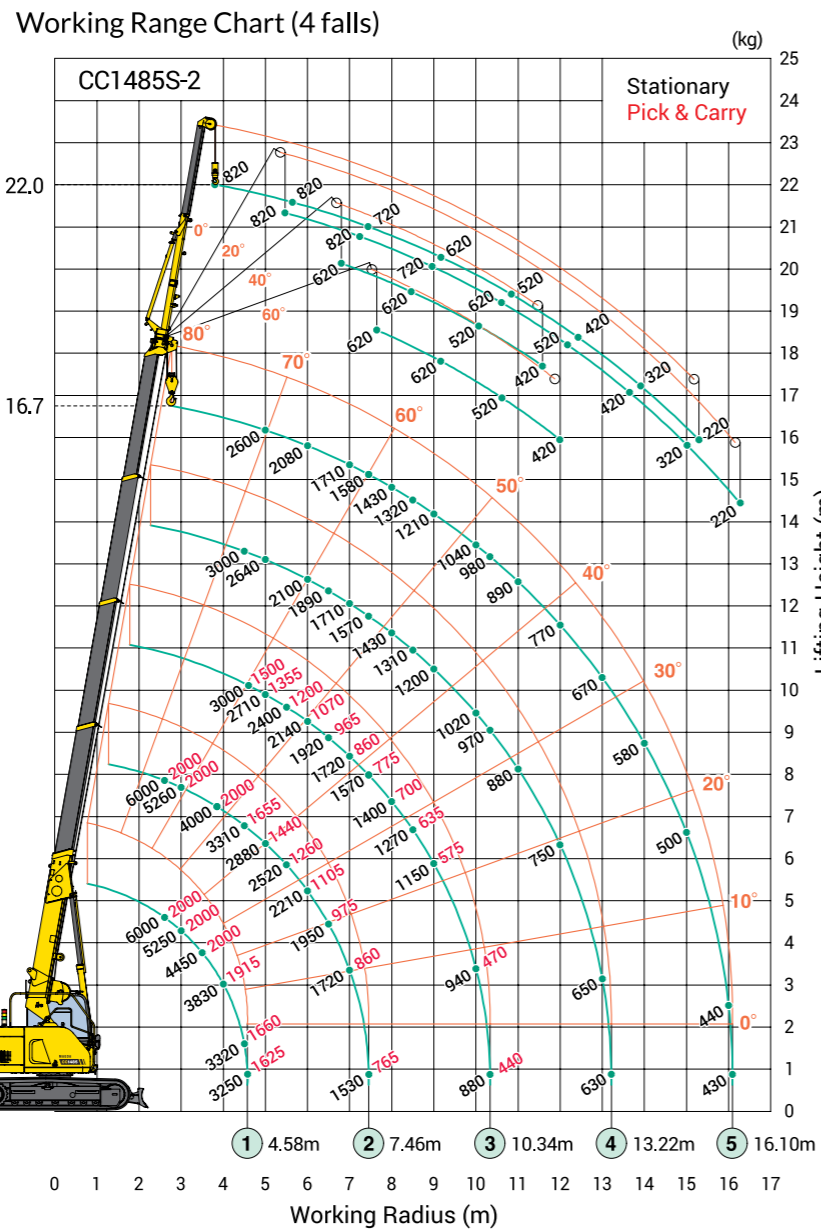 Working Range Chart (4 falls)
(kg)
CC1485S-2
Stationary
Pick & Carry
25
24
23
22
21
20
19
18
17
16
15
14
13
12
11
10
9
8
7
6
5
4
3
2
1
0
Lifting Height (m)
22.0
16.7
0°
20°
40°
60°
80°
70°
60°
50°
40°
30°
20°
10°
0°
820 820 720 620 520 420 320 220
820 820 720 620 520 420 320 220
620 620 520 420
620 620 520 420
2600 2080 1710 1580 1430 1320 1210 1040 980 890 770 670 580 500 440 430
3000 2640 2100 1890 1710 1570 1430 1310 1200 1020 970 880 750 650 630
3000 2710 2400 2140 1920 1720 1570 1400 1270 1150 940 880
1500 1355 1200 1070 965 860 775 700 635 575 470 440
6000 5260 4000 3310 2880 2520 2210 1950 1720 1530
2000 2000 2000 1655 1440 1260 1105 975 860 765
6000 5250 4450 3830 3320 3250
2000 2000 2000 1915 1660 1625
1 4.58m 2 7.46m 3 10.34m 4 13.22m 5 16.10m
0 1 2 3 4 5 6 7 8 9 10 11 12 13 14 15 16 17
Working Radius (m)